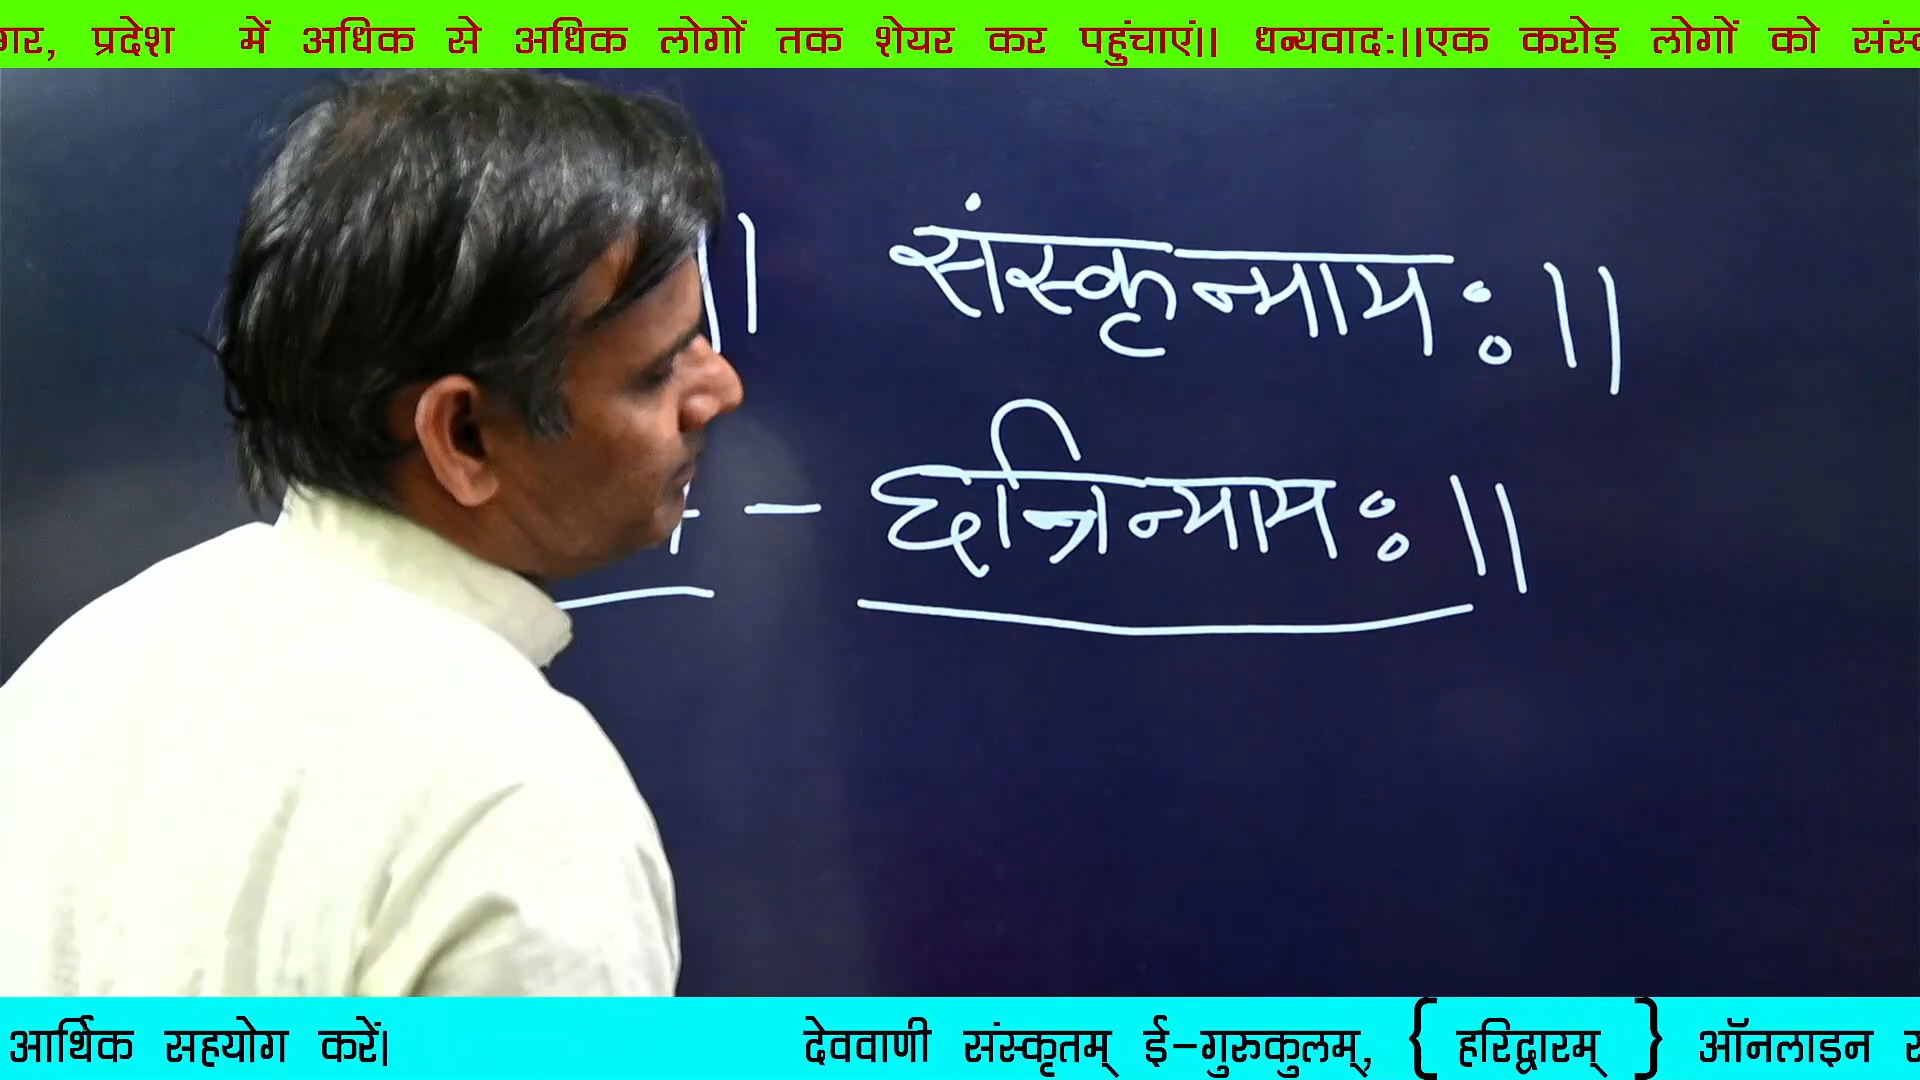 प्रदेश में अधिक से अधिक लोगों तक शेयर कर पहुंचाएं।। धन्यवादः।।एक करोड़ लोगों को
।। संस्कृन्यायः।।
- छत्रिन्यायः।।
आर्थिक सहयोग करें। देववाणी संस्कृतम् ई-गुरुकुलम्, { हरिद्वारम् } ऑनलाइन